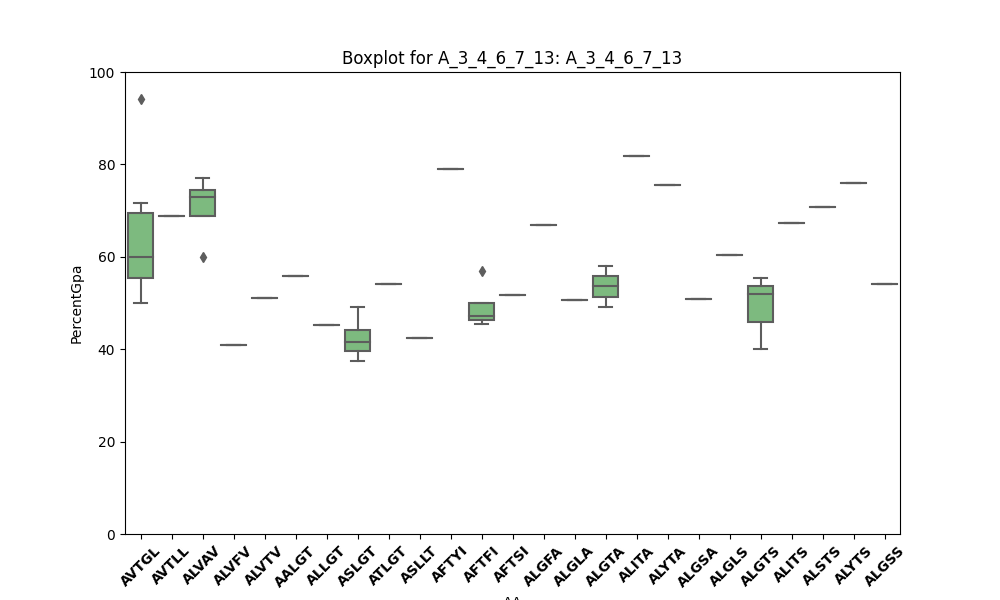 Boxplot for A_3_4_6_7_13: A_3_4_6_7_13
PercentGpa
100
80
60
40
20
0
AVTGL AVTLL ALVAV ALVFV ALVTV AALGT ALLGT ASLGT ATLGT ASLLT AFTYI AFTFI AFTSI ALGFA ALGLA ALGTA ALITA ALYTA ALGSA ALGLS ALGTS ALITS ALSTS ALYTS ALGSS